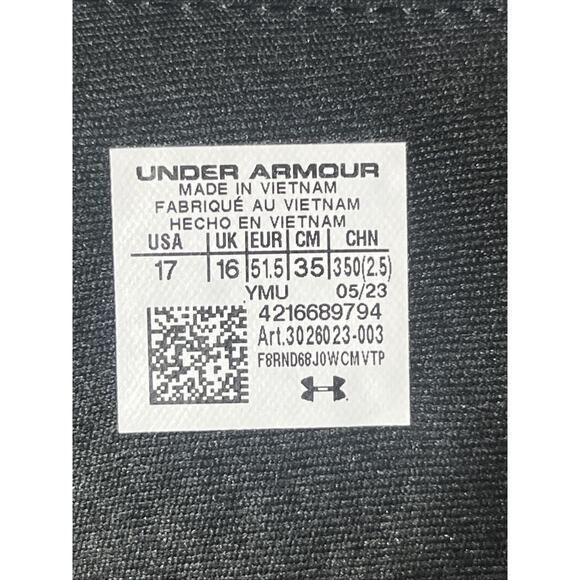 UNDER ARMOUR
MADE IN VIETNAM
FABRIQUÉ AU VIETNAM
HECHO EN VIETNAM
USA UK EUR CM CHN
17 16 51.5 35 350(2.5)
YMU 05/23
4216689794
Art.3026023-003
F8RND68J0WCMVTP